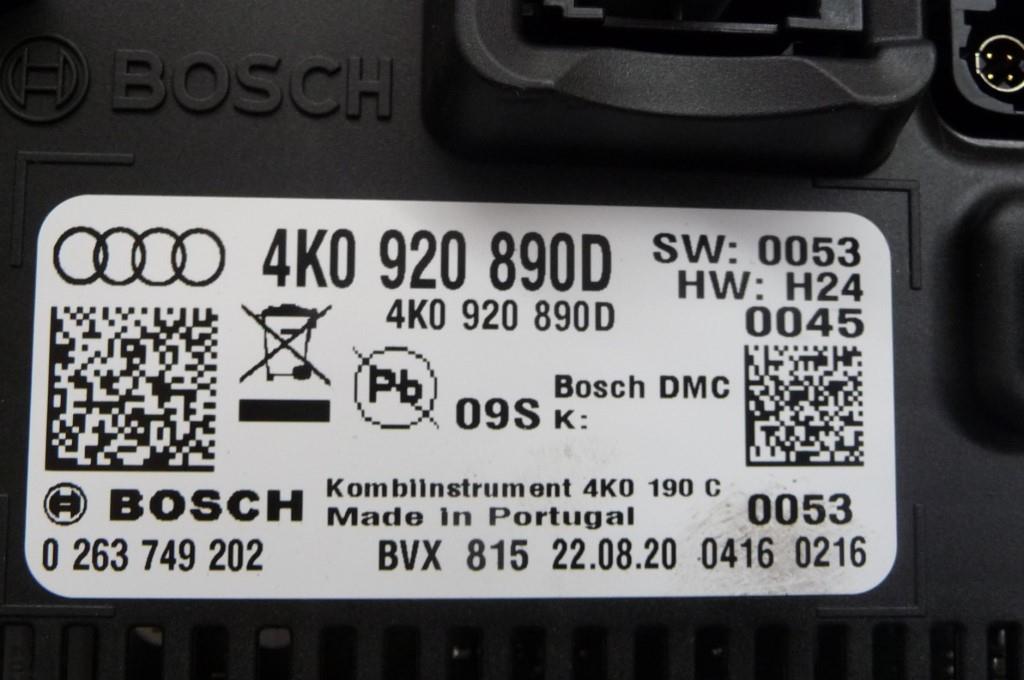 BOSCH
4K0 920 890D
SW: 0053
HW: H24
4K0 920 890D
0045
Pb
09S
Bosch DMC
K:
BOSCH
Kombiinstrument 4K0 190 C
0053
Made in Portugal
0 263 749 202
BVX 815 22.08.20 0416 0216